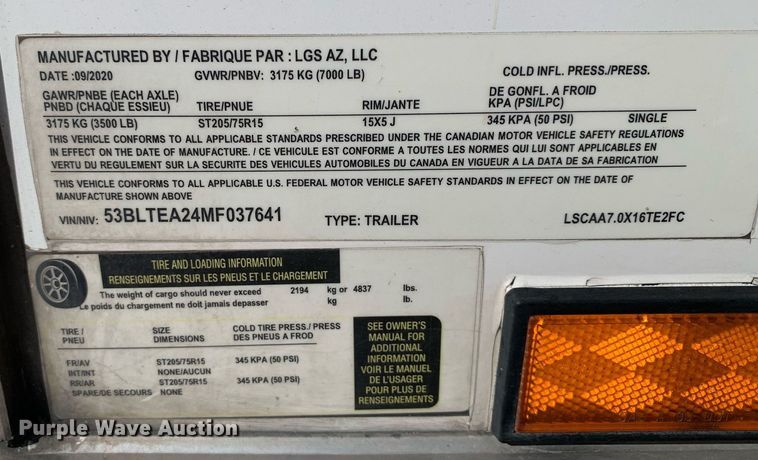 MANUFACTURED BY / FABRIQUE PAR : LGS AZ, LLC
DATE :09/2020 GVWR/PNBV: 3175 KG (7000 LB) COLD INFL. PRESS./PRESS.
GAWR/PNBE (EACH AXLE) DE GONFL. A FROID
PNBD (CHAQUE ESSIEU) TIRE/PNUE RIM/JANTE KPA (PSI/LPC)
3175 KG (3500 LB) ST205/75R15 15X5 J 345 KPA (50 PSI) SINGLE
THIS VEHICLE CONFORMS TO ALL APPLICABLE STANDARDS PRESCRIBED UNDER THE CANADIAN MOTOR VEHICLE SAFETY REGULATIONS
IN EFFECT ON THE DATE OF MANUFACTURE. / CE VEHICULE EST CONFORME A TOUTES LES NORMES QUI LUI SONT APPLICABLES EN
VERTU DU REGULEMENT SUR LA SECURITE DES VEHICULES AUTOMOBILES DU CANADA EN VIGUEUR A LA DATA DE SA FABRICATION
THIS VEHICLE CONFORMS TO ALL APPLICABLE U.S. FEDERAL MOTOR VEHICLE SAFETY STANDARDS IN EFFECT ON THE DATE OF
MANUFACTURE SHOWN ABOVE
VIN/NIV: 53BLTEA24MF037641 TYPE: TRAILER LSCAA7.0X16TE2FC
TIRE AND LOADING INFORMATION
RENSEIGNEMENTS SUR LES PNEUS ET LE CHARGEMENT
The weight of cargo should never exceed 2194 kg or 4837 lbs.
Le poids du chargement ne doit jamais depasser kg lb.
TIRE / SIZE COLD TIRE PRESS./ PRESS
PNEU DIMENSIONS DES PNEUS A FROD
FR/AV ST205/75R15 345 KPA (50 PSI)
INT/INT NONE/AUCUN
RR/AR ST205/75R15 345 KPA (50 PSI)
SPARE/DE SECOURS NONE
SEE OWNER'S
MANUAL FOR
ADDITIONAL
INFORMATION
VOIR LE MANUEL
DE L'USAGER
POUR PLUS DE
RENSEIGNEMENTS
Purple Wave Auction